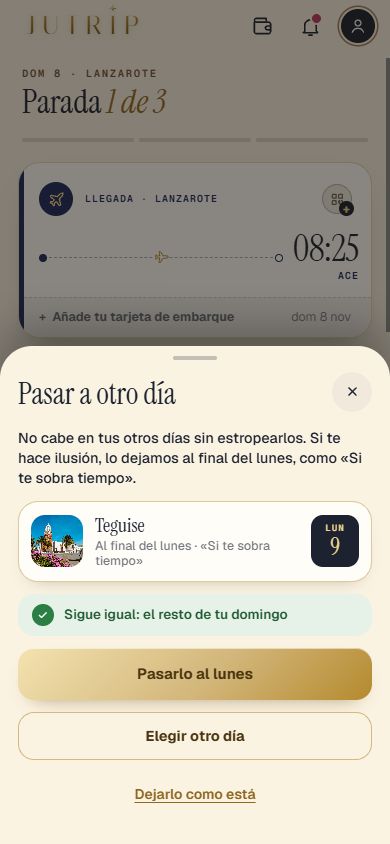 JUTRIP
DOM 8 · LANZAROTE
Parada 1 de 3
LLEGADA · LANZAROTE
08:25
ACE
+ Añade tu tarjeta de embarque
dom 8 nov
Pasar a otro día
No cabe en tus otros días sin estropearlos. Si te
hace ilusión, lo dejamos al final del lunes, como «Si
te sobra tiempo».
Teguise
Al final del lunes · «Si te sobra
tiempo»
LUN
9
Sigue igual: el resto de tu domingo
Pasarlo al lunes
Elegir otro día
Dejarlo como está